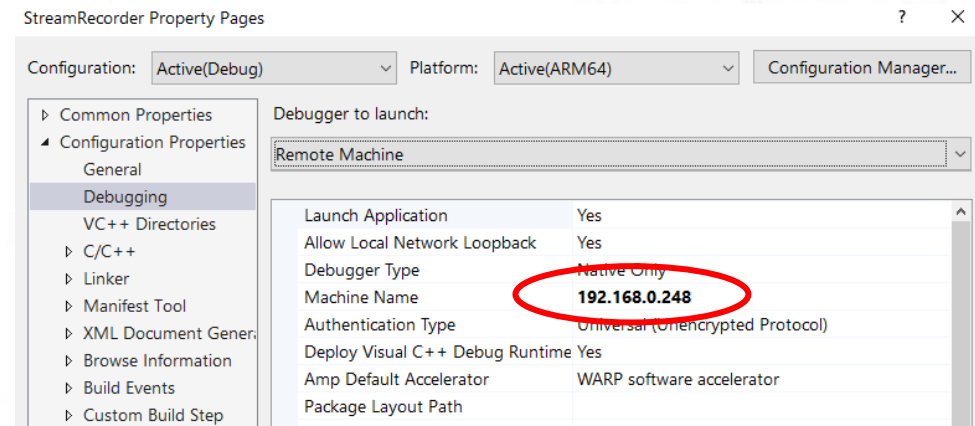 StreamRecorder Property Pages ? ×
Configuration: Active(Debug) Platform: Active(ARM64) Configuration Manager...
Common Properties
Configuration Properties
General
Debugging
VC++ Directories
C/C++
Linker
Manifest Tool
XML Document Genera
Browse Information
Build Events
Custom Build Step
Debugger to launch:
Remote Machine
Launch Application Yes
Allow Local Network Loopback Yes
Debugger Type Native Only
Machine Name 192.168.0.248
Authentication Type Universal (Unencrypted Protocol)
Deploy Visual C++ Debug Runtime Yes
Amp Default Accelerator WARP software accelerator
Package Layout Path